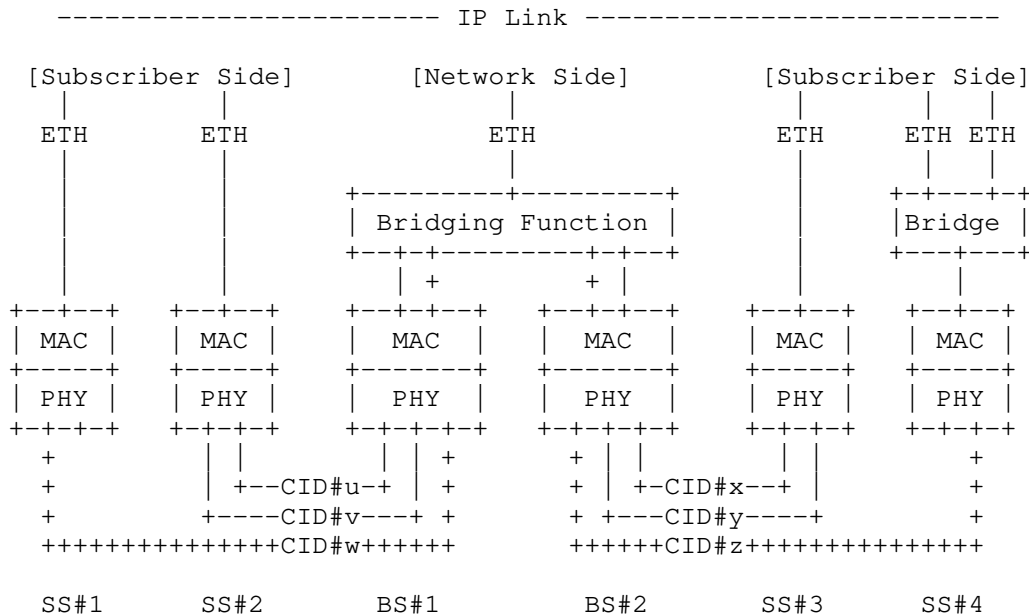 IP Link
[Subscriber Side] [Network Side] [Subscriber Side]
ETH ETH ETH ETH ETH ETH
Bridging Function Bridge
MAC MAC MAC MAC MAC MAC
PHY PHY PHY PHY PHY PHY
CID#u CID#x
CID#v CID#y
CID#w CID#z
SS#1 SS#2 BS#1 BS#2 SS#3 SS#4